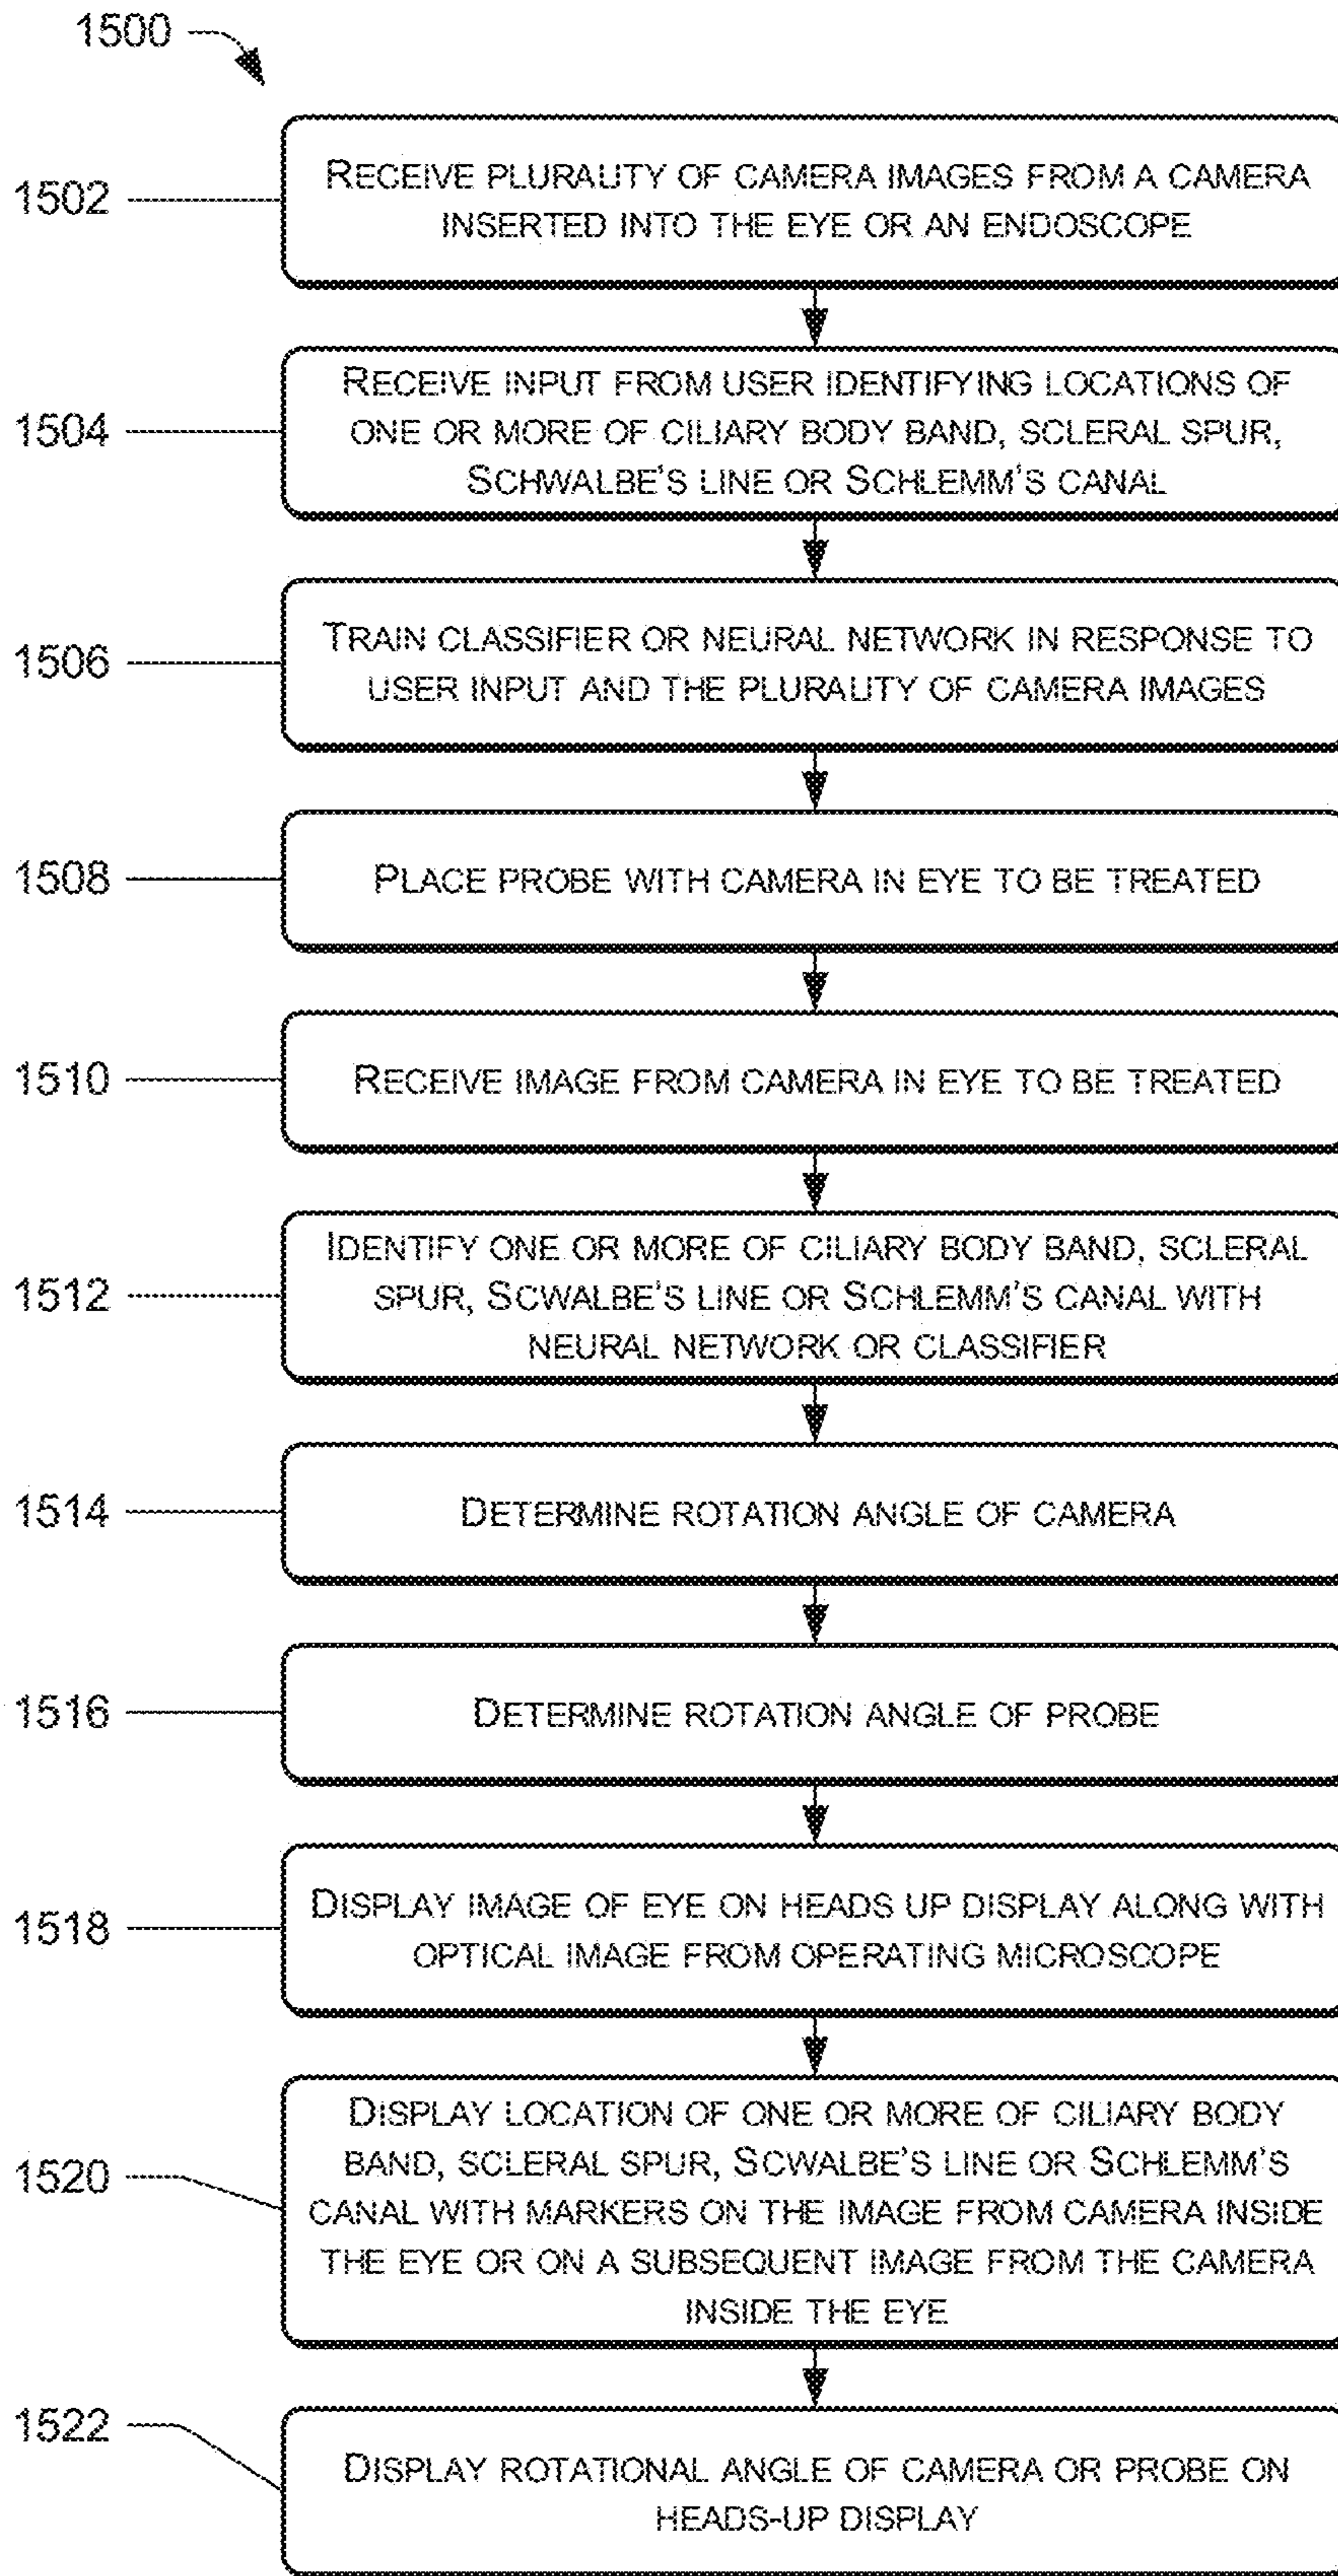 1500
1502
RECEIVE PLURALITY OF CAMERA IMAGES FROM A CAMERA
INSERTED INTO THE EYE OR AN ENDOSCOPE
1504
RECEIVE INPUT FROM USER IDENTIFYING LOCATIONS OF
ONE OR MORE OF CILIARY BODY BAND, SCLERAL SPUR,
SCHWALBE'S LINE OR SCHLEMM'S CANAL
1506
TRAIN CLASSIFIER OR NEURAL NETWORK IN RESPONSE TO
USER INPUT AND THE PLURALITY OF CAMERA IMAGES
1508
PLACE PROBE WITH CAMERA IN EYE TO BE TREATED
1510
RECEIVE IMAGE FROM CAMERA IN EYE TO BE TREATED
1512
IDENTIFY ONE OR MORE OF CILIARY BODY BAND, SCLERAL
SPUR, SCWALBE'S LINE OR SCHLEMM'S CANAL WITH
NEURAL NETWORK OR CLASSIFIER
1514
DETERMINE ROTATION ANGLE OF CAMERA
1516
DETERMINE ROTATION ANGLE OF PROBE
1518
DISPLAY IMAGE OF EYE ON HEADS UP DISPLAY ALONG WITH
OPTICAL IMAGE FROM OPERATING MICROSCOPE
1520
DISPLAY LOCATION OF ONE OR MORE OF CILIARY BODY
BAND, SCLERAL SPUR, SCWALBE'S LINE OR SCHLEMM'S
CANAL WITH MARKERS ON THE IMAGE FROM CAMERA INSIDE
THE EYE OR ON A SUBSEQUENT IMAGE FROM THE CAMERA
INSIDE THE EYE
1522
DISPLAY ROTATIONAL ANGLE OF CAMERA OR PROBE ON
HEADS-UP DISPLAY